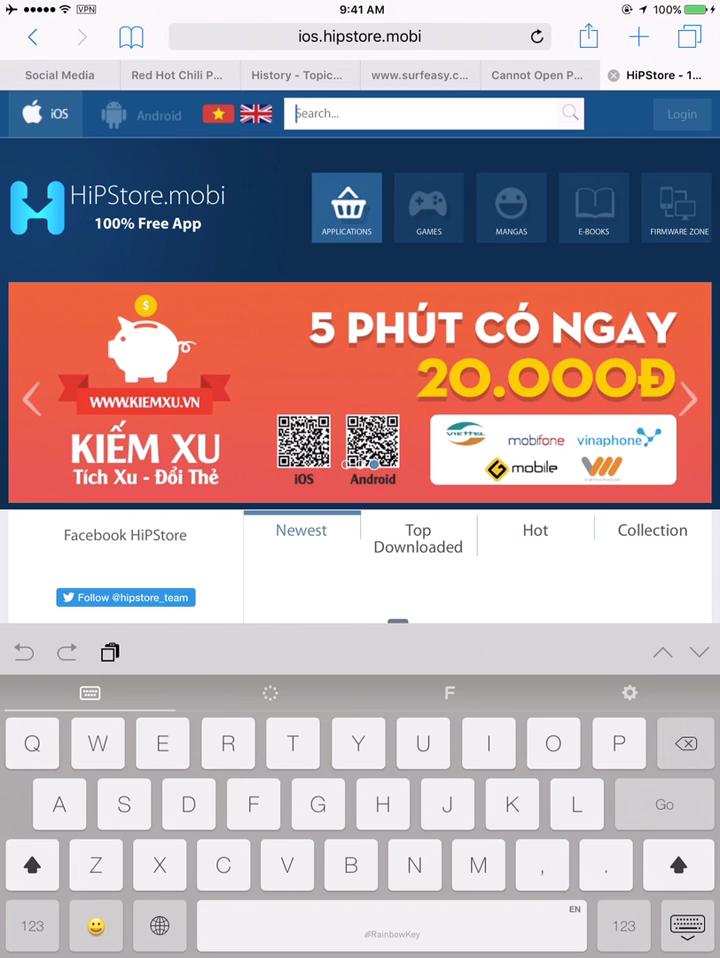 VPN
9:41 AM
100%
ios.hipstore.mobi
Social Media
Red Hot Chili P...
History - Topic...
www.surfeasy.c...
Cannot Open P...
HiPStore - 1...
iOS
Android
Search...
Login
HiPStore.mobi
100% Free App
APPLICATIONS
GAMES
MANGAS
E-BOOKS
FIRMWARE ZONE
$
WWW.KIEMXU.VN
KIẾM XU
Tích Xu - Đổi Thẻ
5 PHÚT CÓ NGAY
20.000Đ
iOS
Android
VIETTEL
mobifone
vinaphone
Gmobile
Facebook HiPStore
Follow @hipstore_team
Newest
Top
Downloaded
Hot
Collection
F
Q W E R T Y U I O P
A S D F G H J K L Go
Z X C V B N M , .
123
EN
#RainbowKey
123